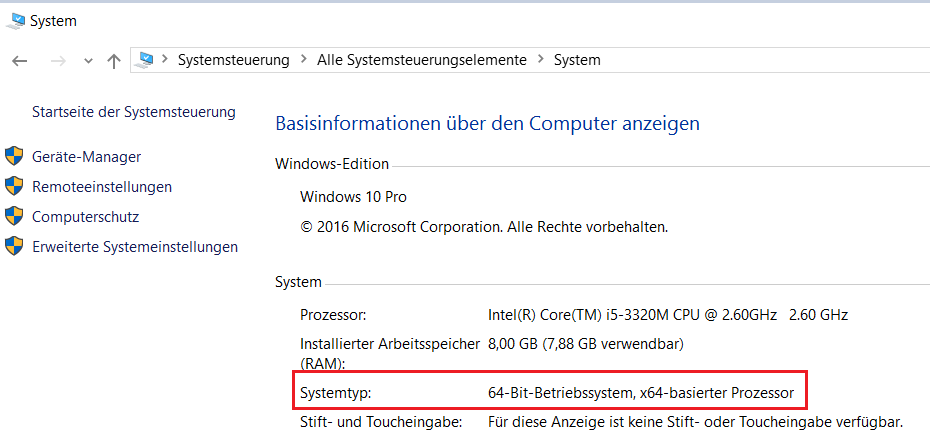 System
Systemsteuerung > Alle Systemsteuerungselemente > System
Startseite der Systemsteuerung
Geräte-Manager
Remoteeinstellungen
Computerschutz
Erweiterte Systemeinstellungen
Basisinformationen über den Computer anzeigen
Windows-Edition
Windows 10 Pro
© 2016 Microsoft Corporation. Alle Rechte vorbehalten.
System
Prozessor: Intel(R) Core(TM) i5-3320M CPU @ 2.60GHz 2.60 GHz
Installierter Arbeitsspeicher 8,00 GB (7,88 GB verwendbar)
(RAM):
Systemtyp: 64-Bit-Betriebssystem, x64-basierter Prozessor
Stift- und Toucheingabe: Für diese Anzeige ist keine Stift- oder Toucheingabe verfügbar.